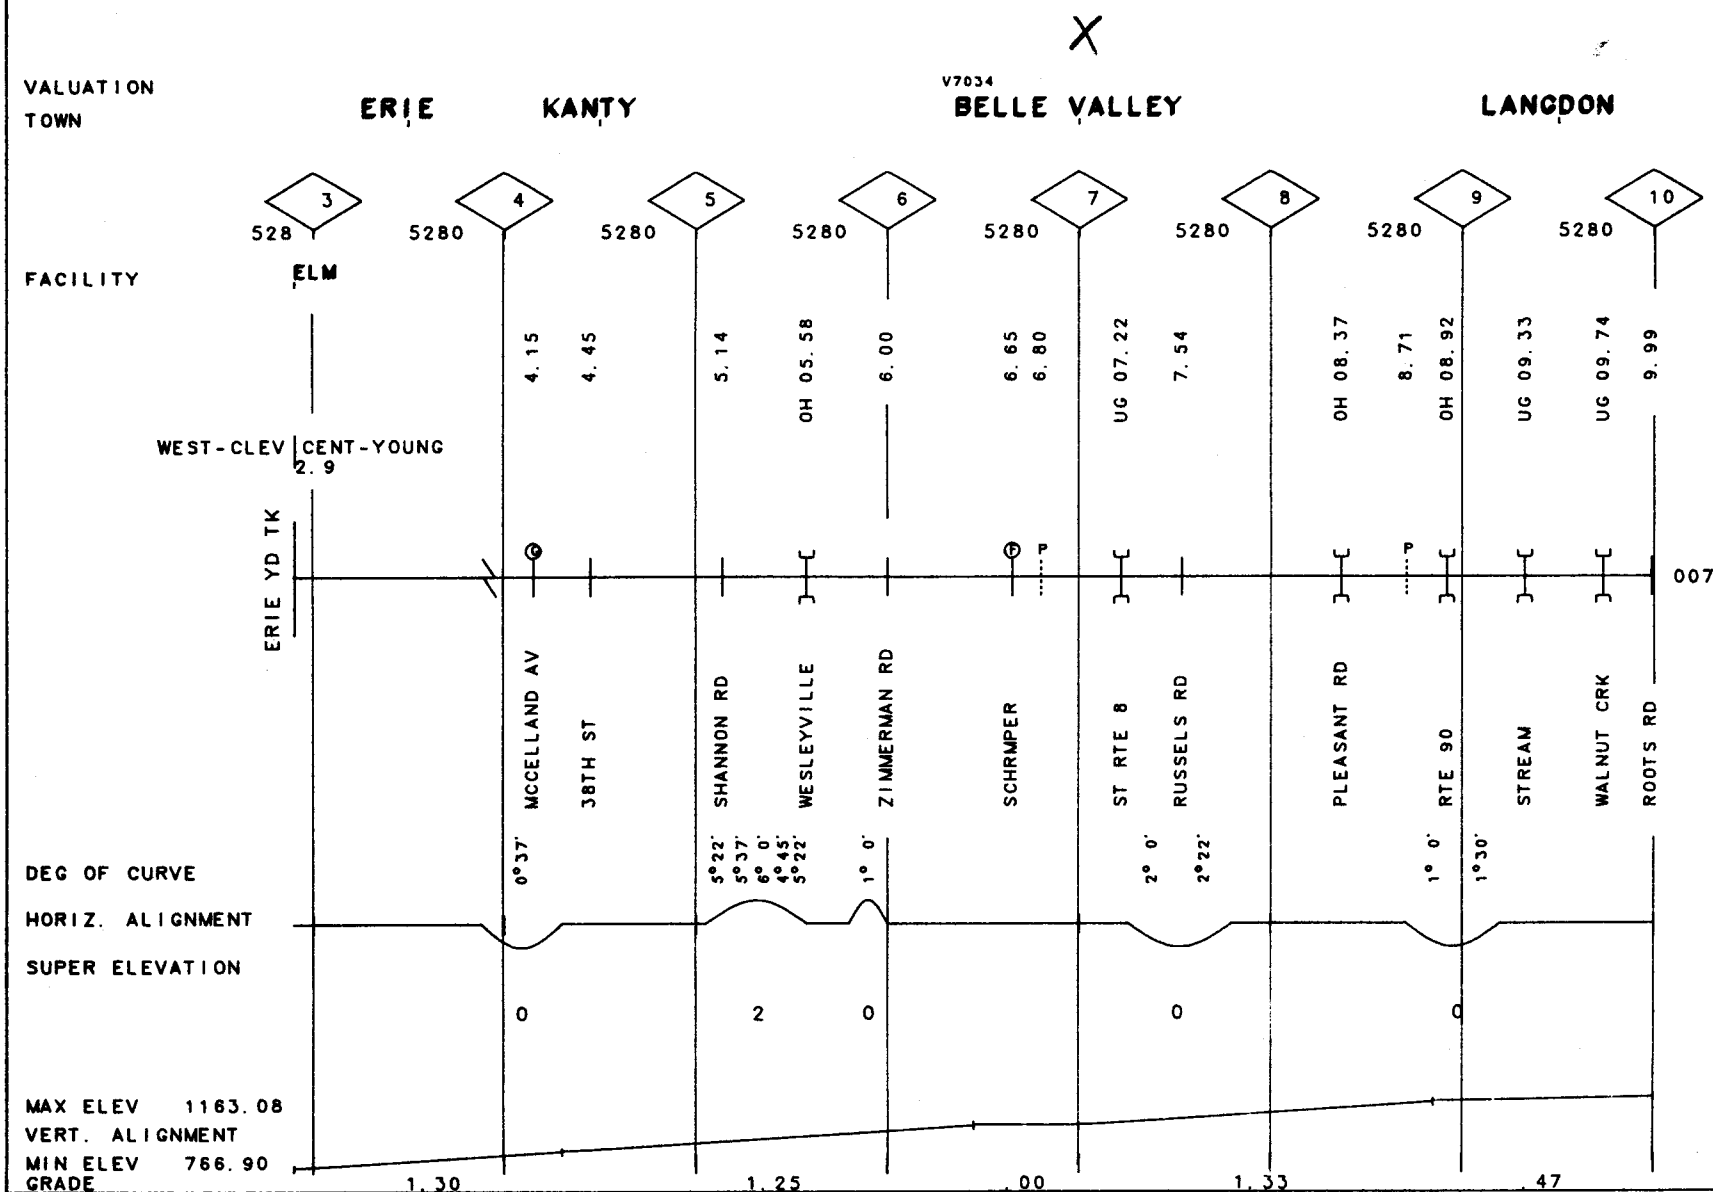 X
VALUATION V7034
TOWN ERIE KANTY BELLE VALLEY LANGDON
3 4 5 6 7 8 9 10
528 5280 5280 5280 5280 5280 5280 5280
FACILITY ELM
4.15 4.45 5.14 OH 05.58 6.00 6.65 6.80 UG 07.22 7.54 OH 08.37 8.71 OH 08.92 UG 09.33 UG 09.74 9.99
WEST-CLEV CENT-YOUNG
2.9
ERIE YD TK
G F P P
007
MCCELLAND AV 38TH ST SHANNON RD WESLEYVILLE ZIMMERMAN RD SCHRMPER ST RTE 8 RUSSELS RD PLEASANT RD RTE 90 STREAM WALNUT CRK ROOTS RD
DEG OF CURVE 0°37' 5°22' 5°37' 6° 0' 4°45' 5°22' 1° 0' 2° 0' 2°22' 1° 0' 1°30'
HORIZ. ALIGNMENT
SUPER ELEVATION
0 2 0 0 0
MAX ELEV 1163.08
VERT. ALIGNMENT
MIN ELEV 766.90
GRADE 1.30 1.25 .00 1.33 .47